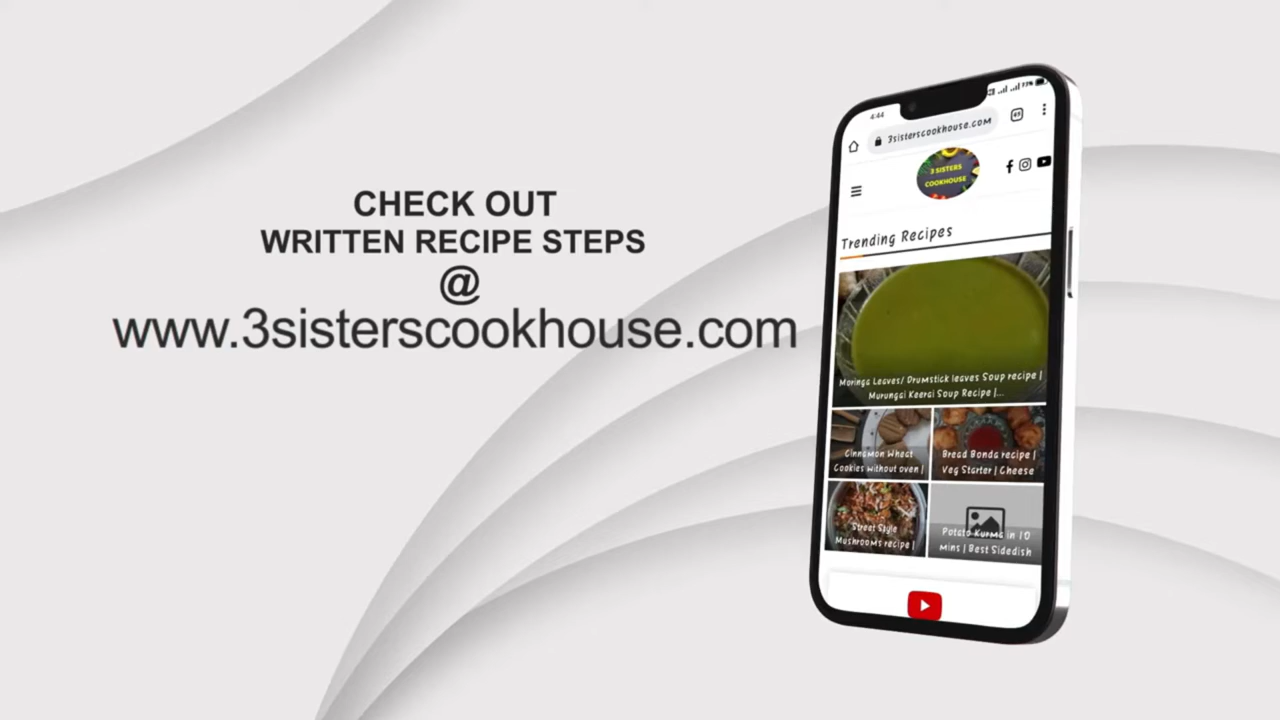 CHECK OUT
WRITTEN RECIPE STEPS
@
www.3sisterscookhouse.com
4:44
3sisterscookhouse.com
3 SISTERS
COOKHOUSE
Trending Recipes
Moringa Leaves/ Drumstick leaves Soup recipe |
Murungai Keerai Soup Recipe |...
Cinnamon Wheat
Cookies without oven |
Bread Bonda recipe |
Veg Starter | Cheese
Street Style
Mushrooms recipe |
Potato Kurma in 10
mins | Best Sidedish